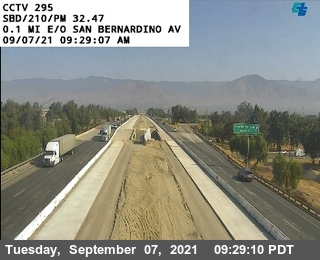 CCTV 295
SBD/210/PM 32.47
0.1 MI E/O SAN BERNARDINO AV
09/07/21 09:29:07 AM
Tuesday, September 07, 2021 09:29:10 PDT